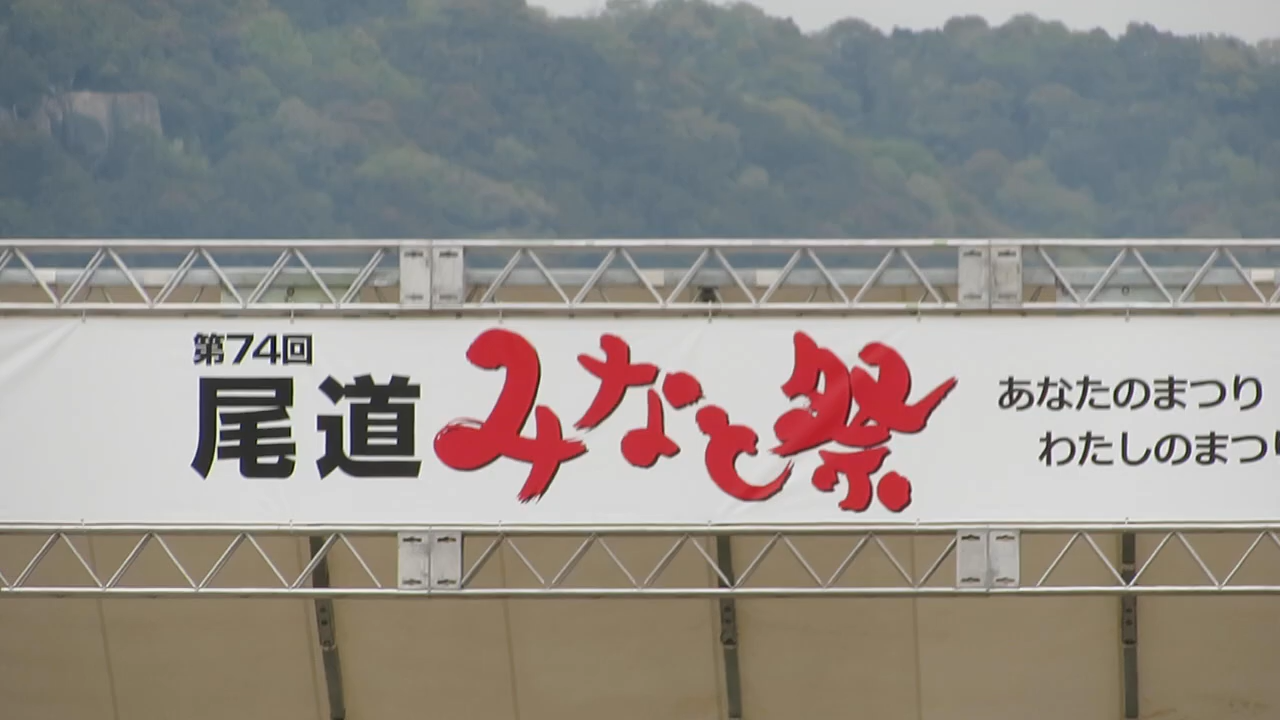 第74回
尾道 みなと祭
あなたのまつり
わたしのまつり